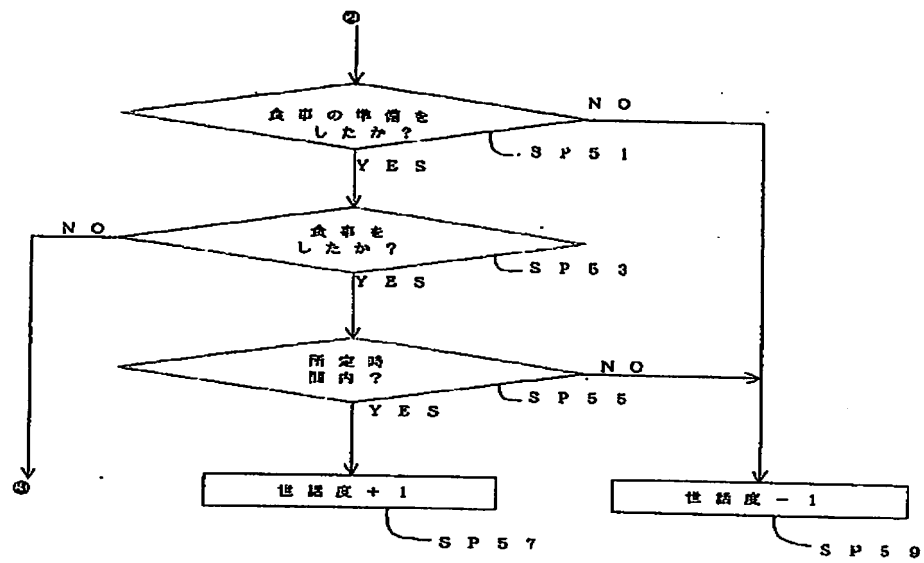 ②
食事の準備を
したか?
NO
SP51
YES
食事を
したか?
NO
SP53
YES
所定時
間内?
NO
SP55
YES
世話度+1
世話度-1
SP57
SP59